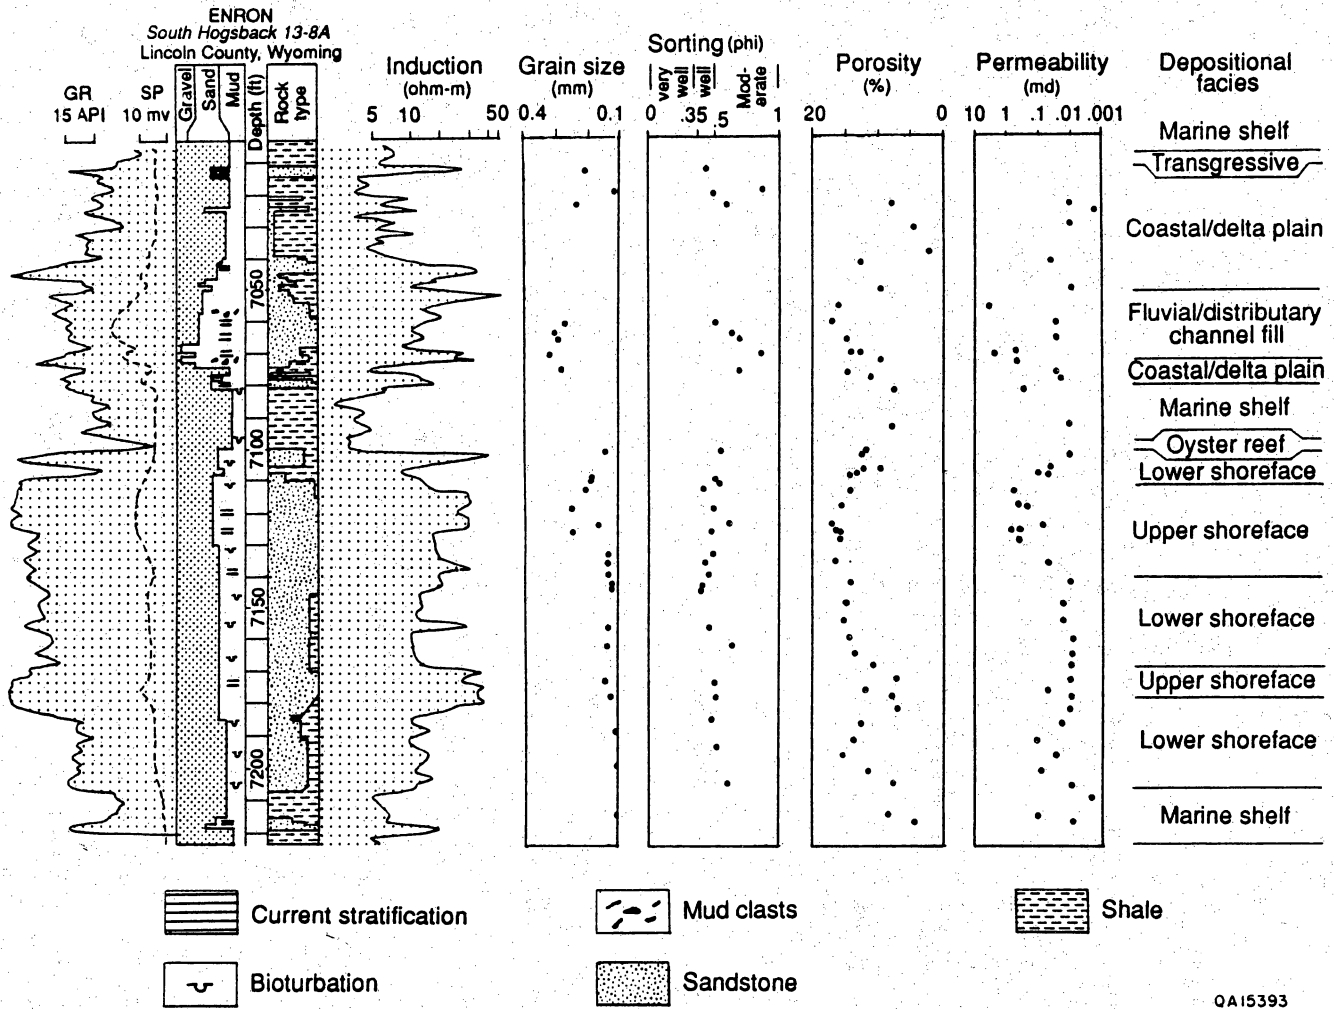 ENRON
South Hogsback 13-8A
Lincoln County, Wyoming
GR
15 API
SP
10 mv
Gravel
Sand
Mud
Depth (ft)
Rock type
Induction
(ohm-m)
5 10 50
Grain size
(mm)
0.4 0.1
Sorting (phi)
very well
well
Mod-erate
0 .35 .5 1
Porosity
(%)
20 0
Permeability
(md)
10 1 .1 .01 .001
Depositional
facies
7050
7100
7150
7200
Marine shelf
Transgressive
Coastal/delta plain
Fluvial/distributary
channel fill
Coastal/delta plain
Marine shelf
Oyster reef
Lower shoreface
Upper shoreface
Lower shoreface
Upper shoreface
Lower shoreface
Marine shelf
Current stratification
Mud clasts
Shale
Bioturbation
Sandstone
QA15393